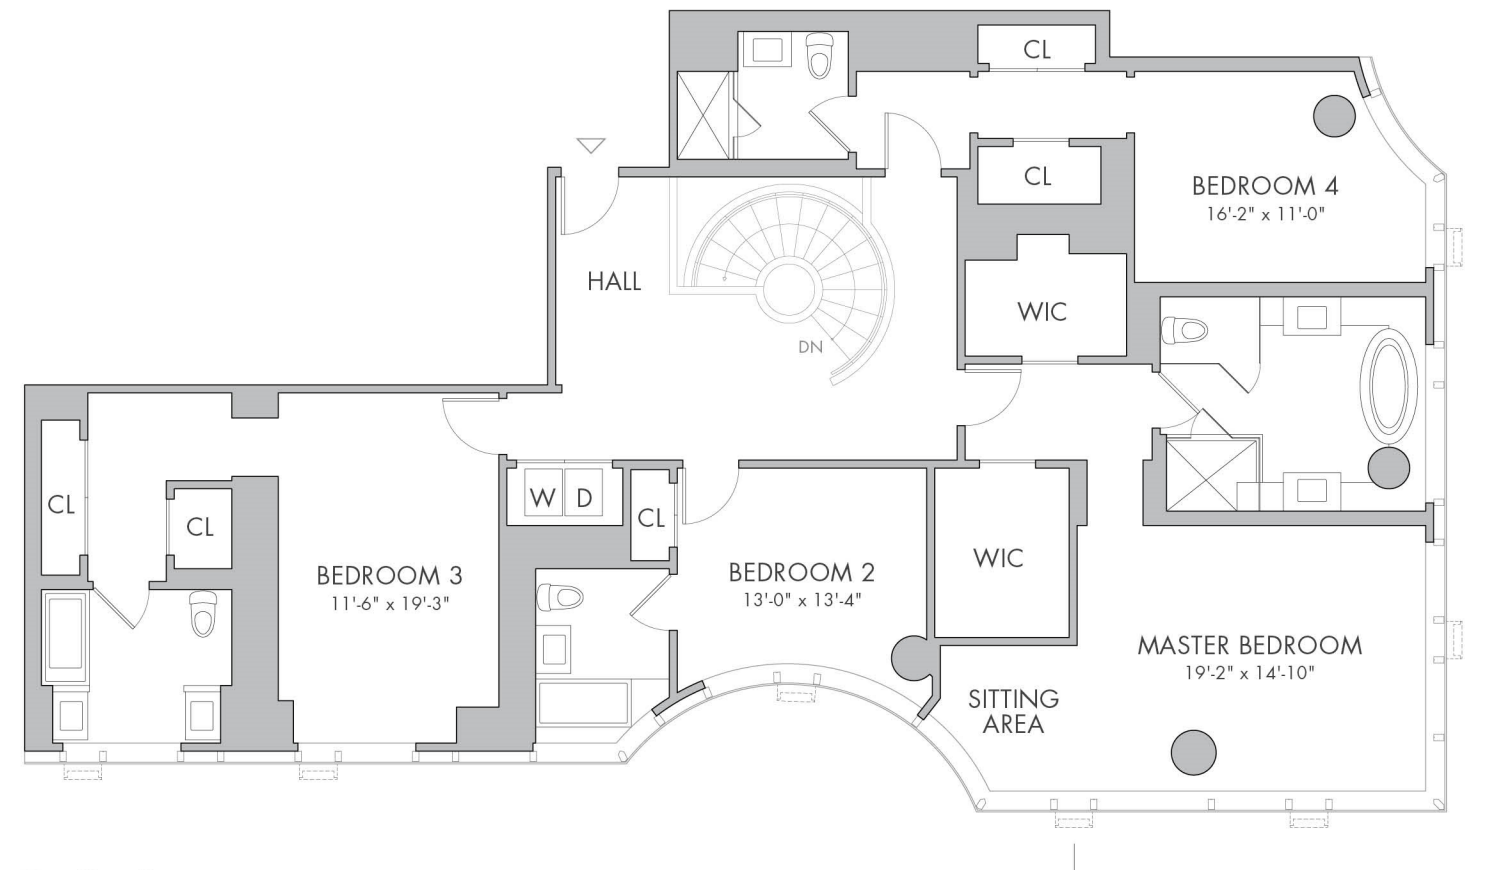 CL
CL
BEDROOM 4
16'-2" x 11'-0"
HALL
WIC
DN
CL
CL
W
D
CL
BEDROOM 3
11'-6" x 19'-3"
BEDROOM 2
13'-0" x 13'-4"
WIC
MASTER BEDROOM
19'-2" x 14'-10"
SITTING
AREA